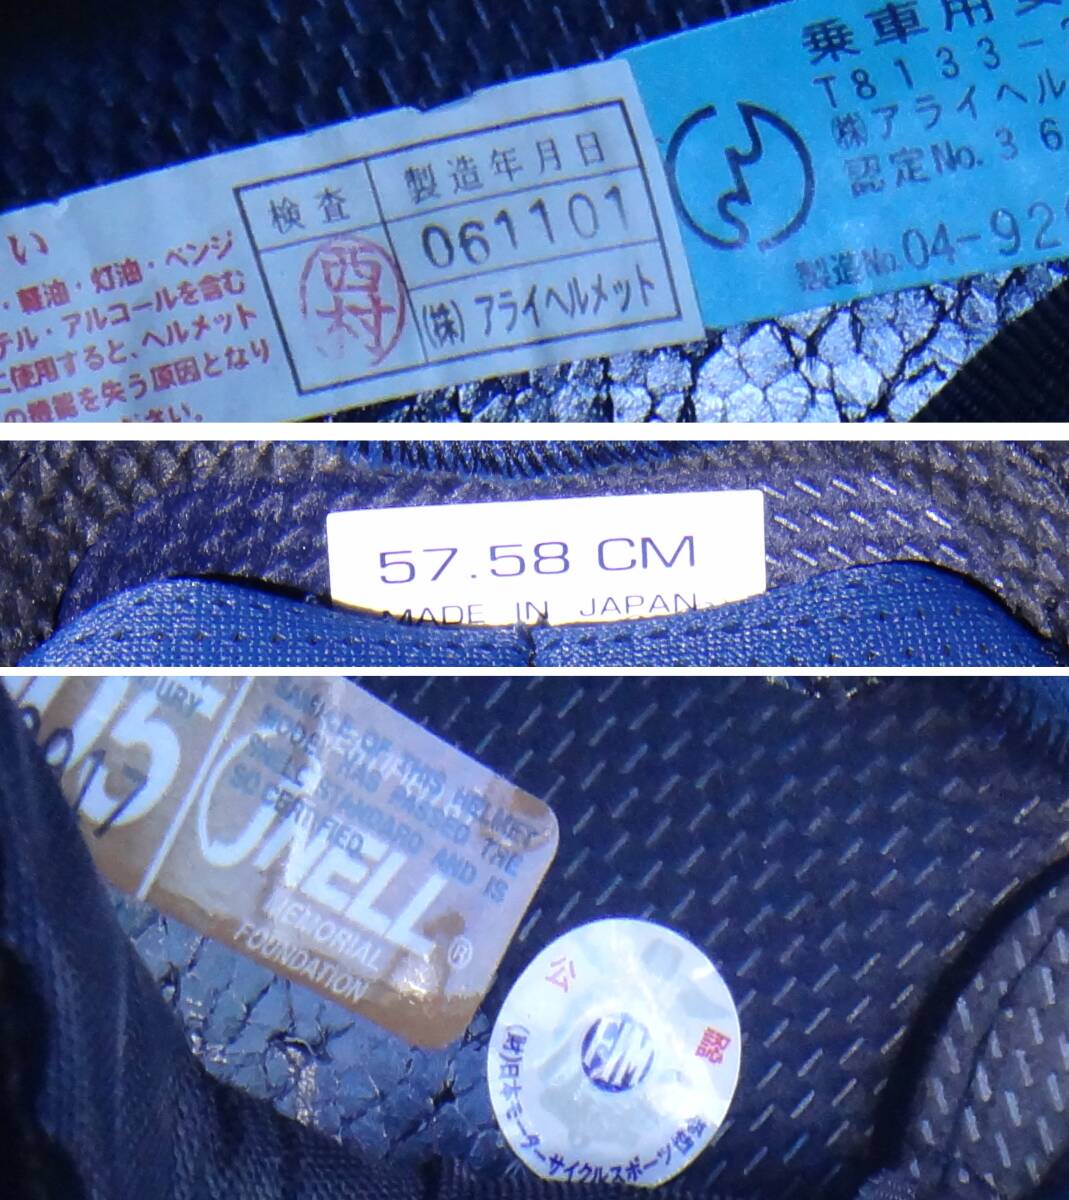 い
・軽油・灯油・ベンジ
テル・アルコールを含む
に使用すると、ヘルメット
の機能を失う原因となり
さい。
検査
製造年月日
061101
西村
(株)アライヘルメット
乗車用
T8133-
㈱アライヘル
認定No.36
製造No.04-92
57.58 CM
MADE IN JAPAN
URY
15
017
OF THIS HELMET
MODEL HAS PASSED THE
SNELL STANDARD AND IS
SO CERTIFIED.
SNELL®
MEMORIAL
FOUNDATION
公認
(財)日本モーターサイクルスポーツ協会